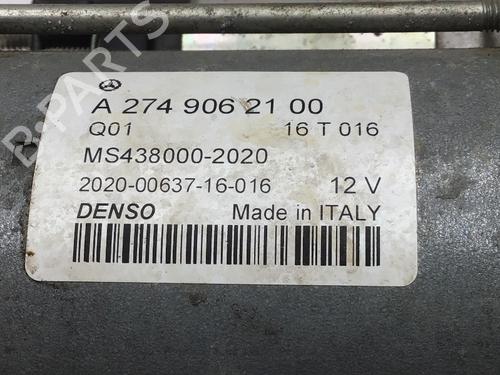 A 274 906 21 00
Q01 16 T 016
MS438000-2020
2020-00637-16-016 12 V
DENSO Made in ITALY
B-PARTS